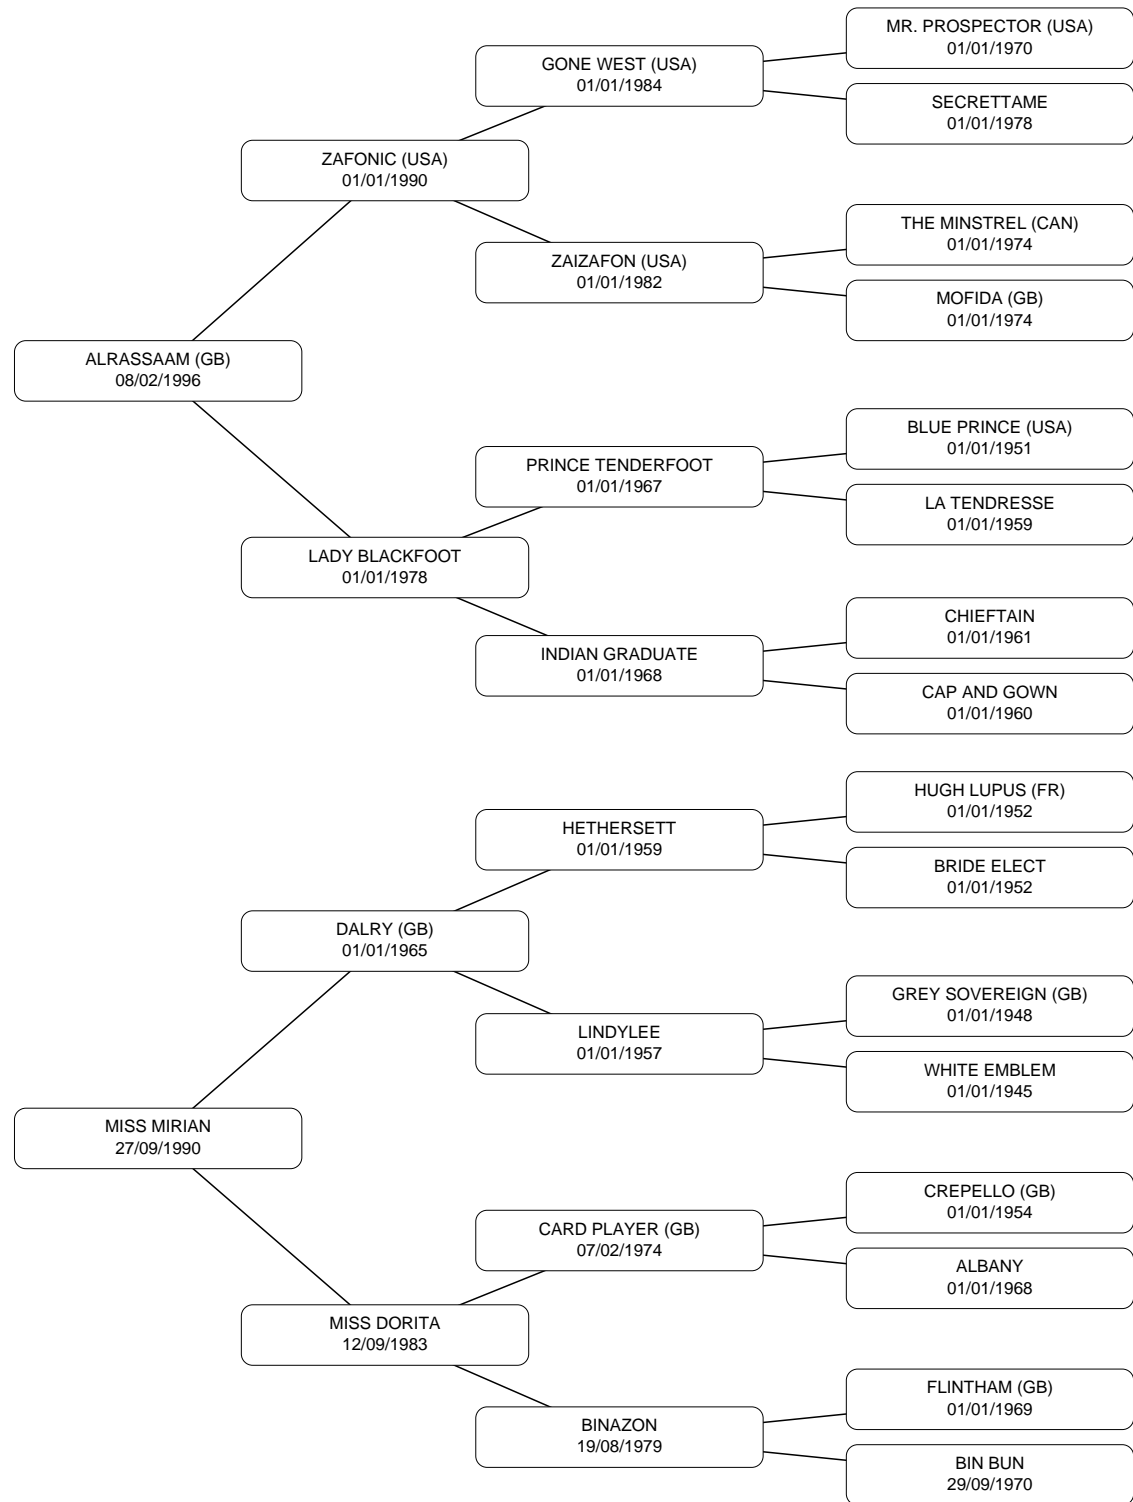 MR. PROSPECTOR (USA)
01/01/1970
GONE WEST (USA)
01/01/1984
SECRETTAME
01/01/1978
ZAFONIC (USA)
01/01/1990
THE MINSTREL (CAN)
01/01/1974
ZAIZAFON (USA)
01/01/1982
MOFIDA (GB)
01/01/1974
ALRASSAAM (GB)
08/02/1996
BLUE PRINCE (USA)
01/01/1951
PRINCE TENDERFOOT
01/01/1967
LA TENDRESSE
01/01/1959
LADY BLACKFOOT
01/01/1978
CHIEFTAIN
01/01/1961
INDIAN GRADUATE
01/01/1968
CAP AND GOWN
01/01/1960
HUGH LUPUS (FR)
01/01/1952
HETHERSETT
01/01/1959
BRIDE ELECT
01/01/1952
DALRY (GB)
01/01/1965
GREY SOVEREIGN (GB)
01/01/1948
LINDYLEE
01/01/1957
WHITE EMBLEM
01/01/1945
MISS MIRIAN
27/09/1990
CREPELLO (GB)
01/01/1954
CARD PLAYER (GB)
07/02/1974
ALBANY
01/01/1968
MISS DORITA
12/09/1983
FLINTHAM (GB)
01/01/1969
BINAZON
19/08/1979
BIN BUN
29/09/1970